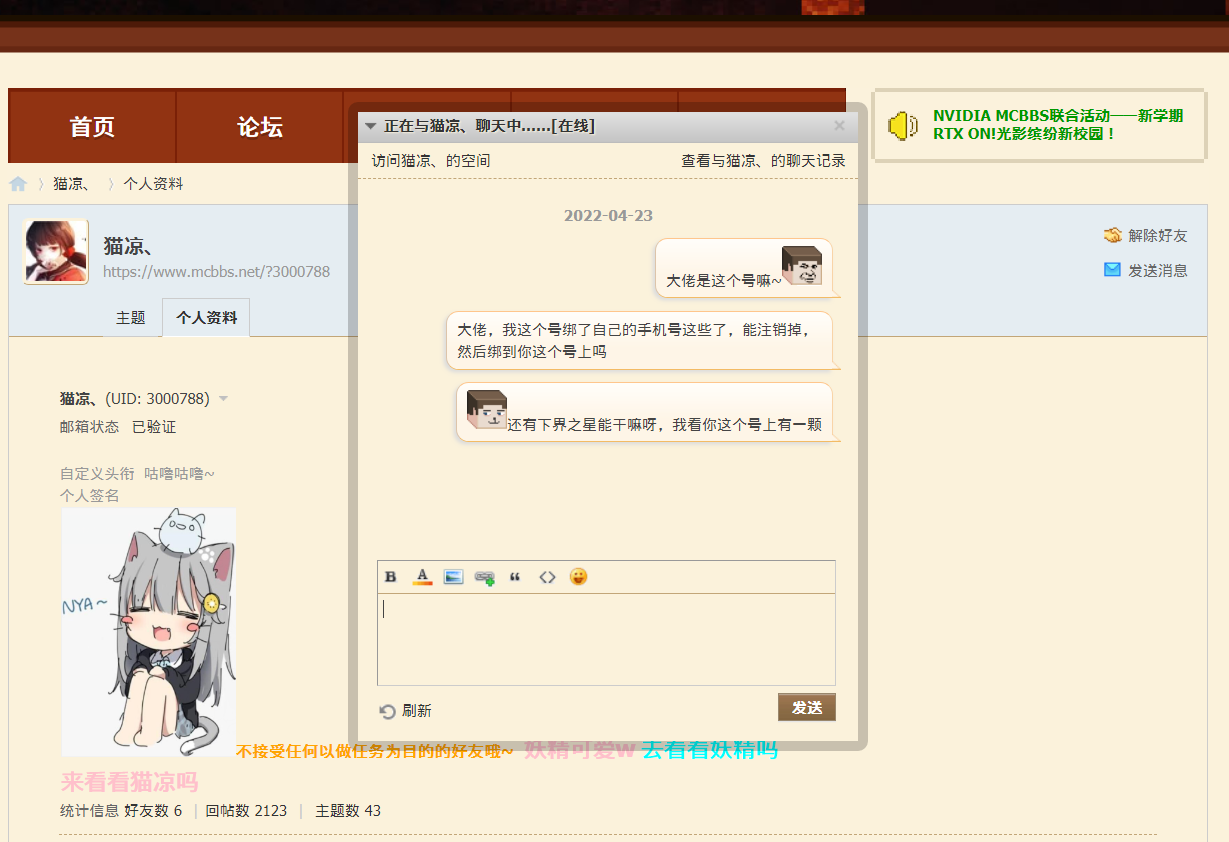 首页
论坛
NVIDIA MCBBS联合活动——新学期
RTX ON!光影缤纷新校园！
正在与猫凉、聊天中......[在线]
访问猫凉、的空间
查看与猫凉、的聊天记录
猫凉、
个人资料
猫凉、
https://www.mcbbs.net/?3000788
解除好友
发送消息
主题
个人资料
2022-04-23
大佬是这个号嘛~
大佬，我这个号绑了自己的手机号这些了，能注销掉，
然后绑到你这个号上吗
还有下界之星能干嘛呀，我看你这个号上有一颗
B A “ <>
刷新
发送
猫凉、(UID: 3000788)
邮箱状态 已验证
自定义头衔 咕噜咕噜~
个人签名
NYA~
不接受任何以做任务为目的的好友哦~ 妖精可爱w 去看看妖精吗
来看看猫凉吗
统计信息 好友数 6 | 回帖数 2123 | 主题数 43